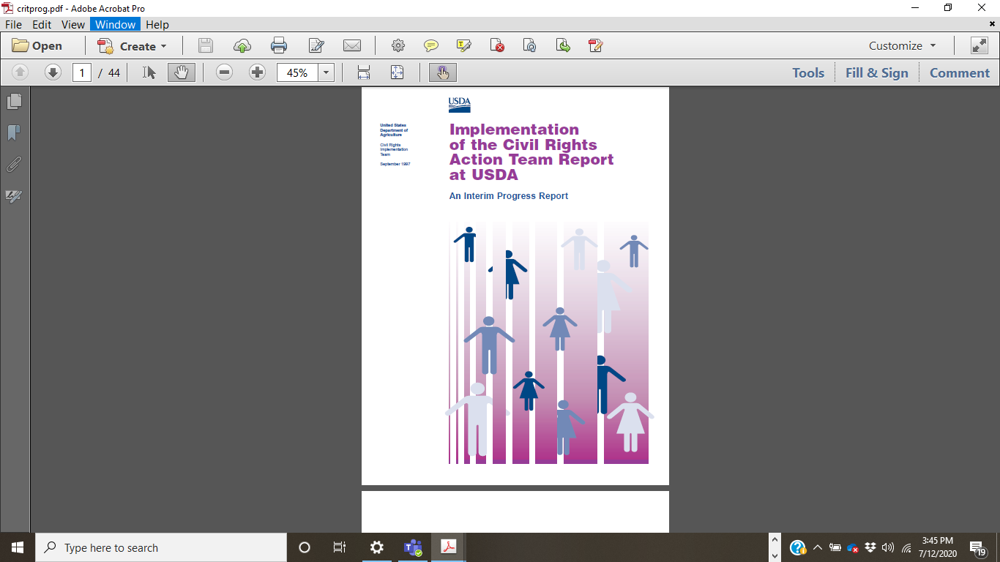 critprog.pdf - Adobe Acrobat Pro
File Edit View Window Help
Open Create Customize
1 / 44 45% Tools Fill & Sign Comment
USDA
United States
Department of
Agriculture
Civil Rights
Implementation
Team
September 1997
Implementation
of the Civil Rights
Action Team Report
at USDA
An Interim Progress Report
Type here to search
3:45 PM
7/12/2020
19